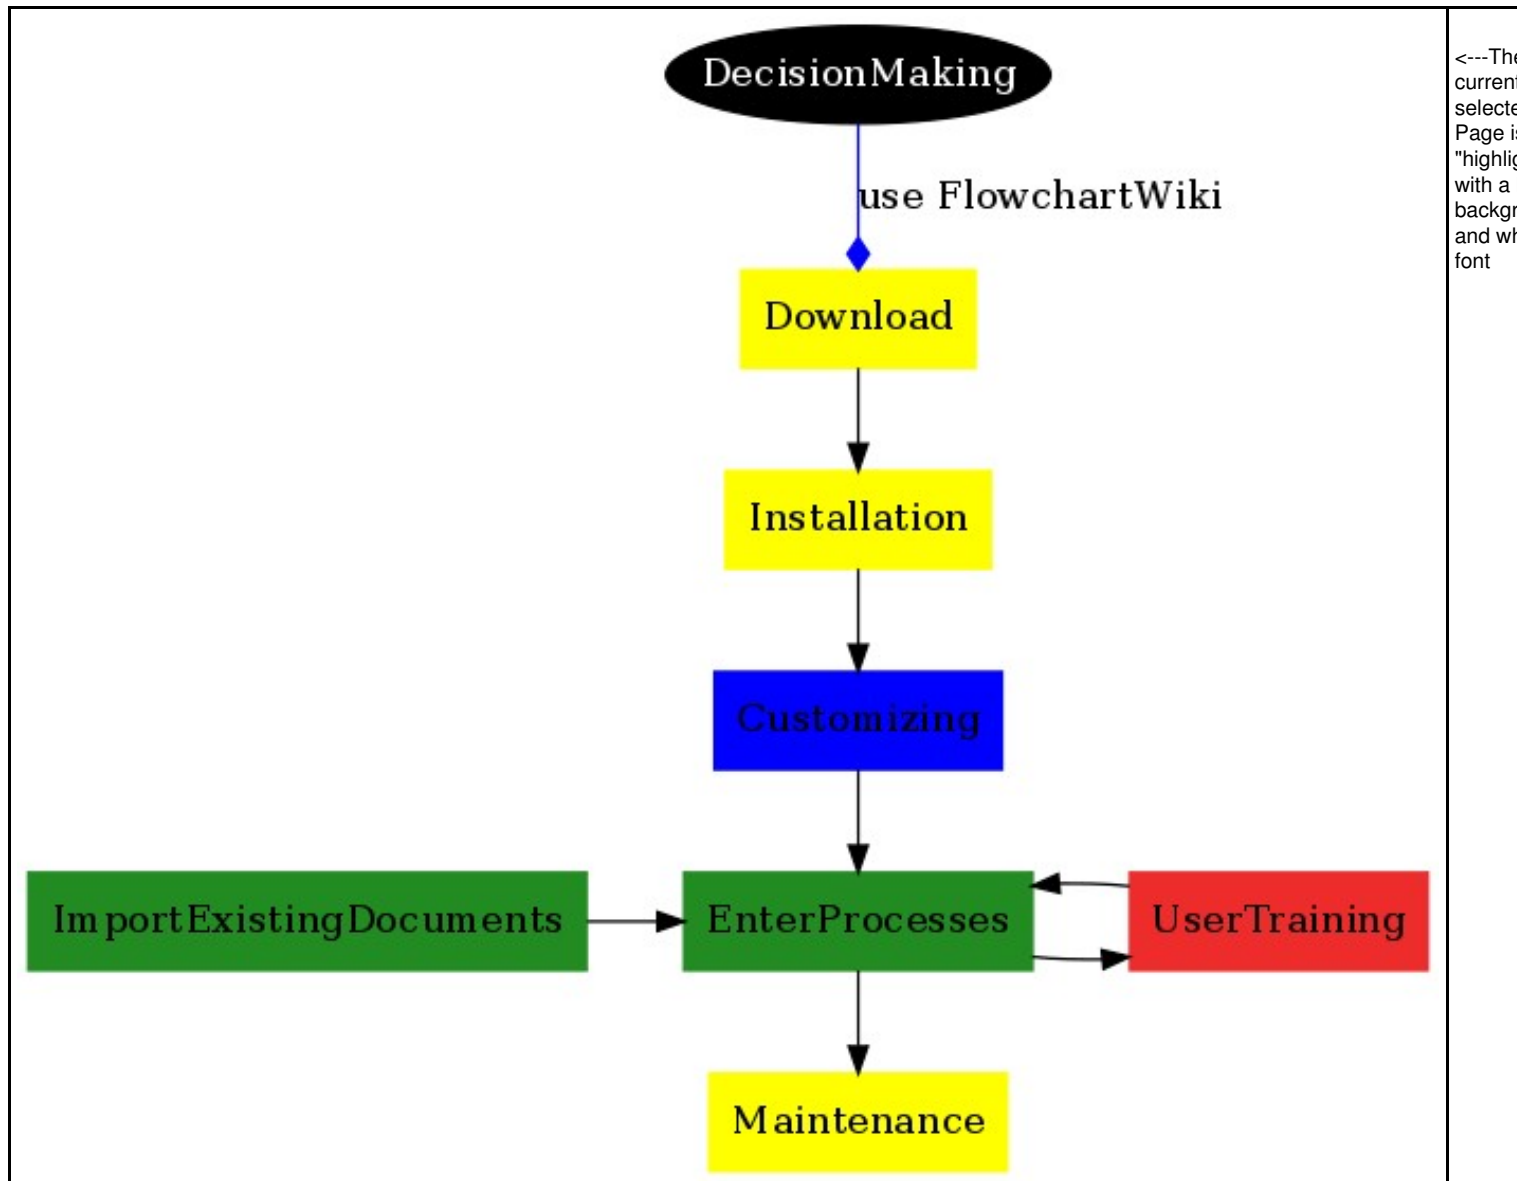 DecisionMaking
use FlowchartWiki
Download
Installation
Customizing
ImportExistingDocuments
EnterProcesses
UserTraining
Maintenance
<---The
current
selecte
Page is
"highlig
with a
backgr
and wh
font